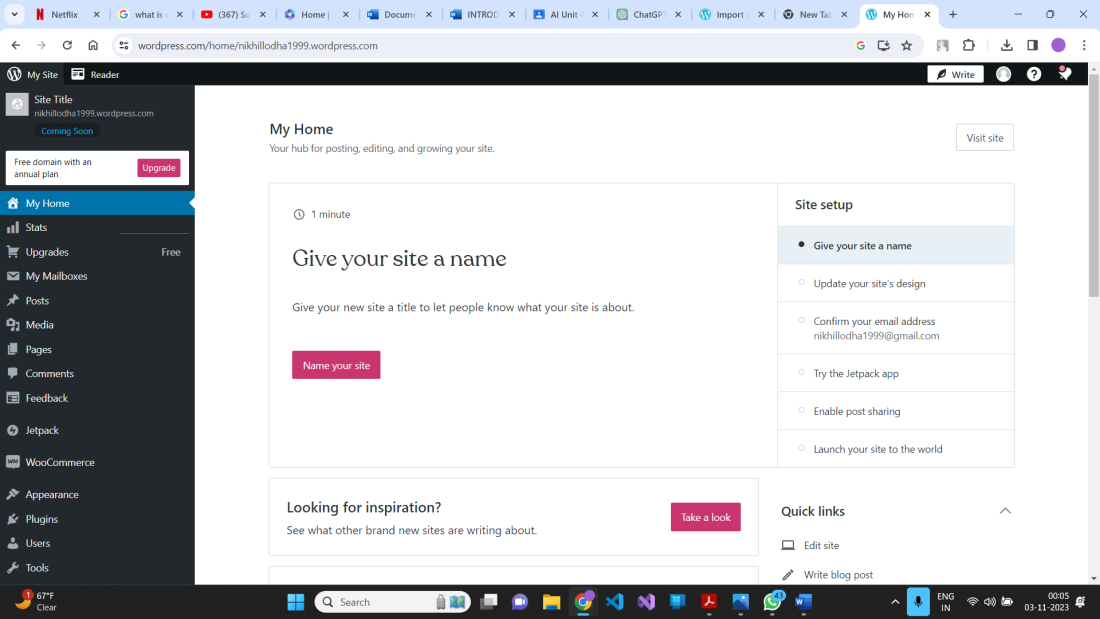 Netflix
what is c
(367) So
Home |
Docume
INTROD
AI Unit
ChatGPT
Import y
New Tab
My Hom
wordpress.com/home/nikhillodha1999.wordpress.com
My Site
Reader
Write
Site Title
nikhillodha1999.wordpress.com
Coming Soon
Free domain with an
annual plan
Upgrade
My Home
Stats
Upgrades Free
My Mailboxes
Posts
Media
Pages
Comments
Feedback
Jetpack
WooCommerce
Appearance
Plugins
Users
Tools
My Home
Your hub for posting, editing, and growing your site.
Visit site
1 minute
Give your site a name
Give your new site a title to let people know what your site is about.
Name your site
Site setup
Give your site a name
Update your site's design
Confirm your email address
nikhillodha1999@gmail.com
Try the Jetpack app
Enable post sharing
Launch your site to the world
Looking for inspiration?
See what other brand new sites are writing about.
Take a look
Quick links
Edit site
Write blog post
1
67°F
Clear
Search
43
ENG
IN
00:05
03-11-2023